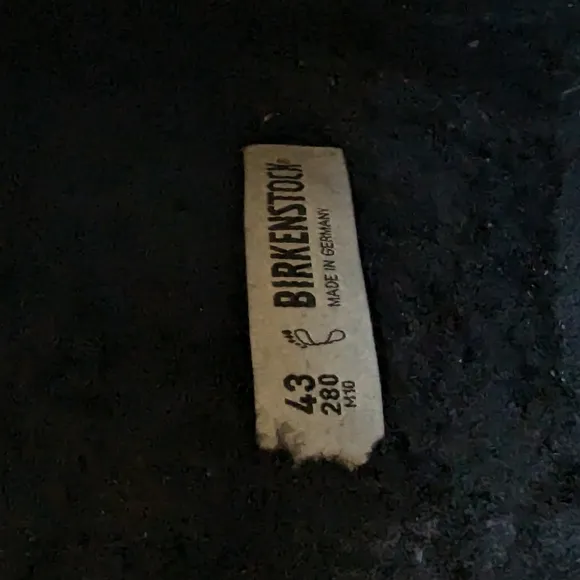 BIRKENSTOCK®
MADE IN GERMANY
43
280
M10